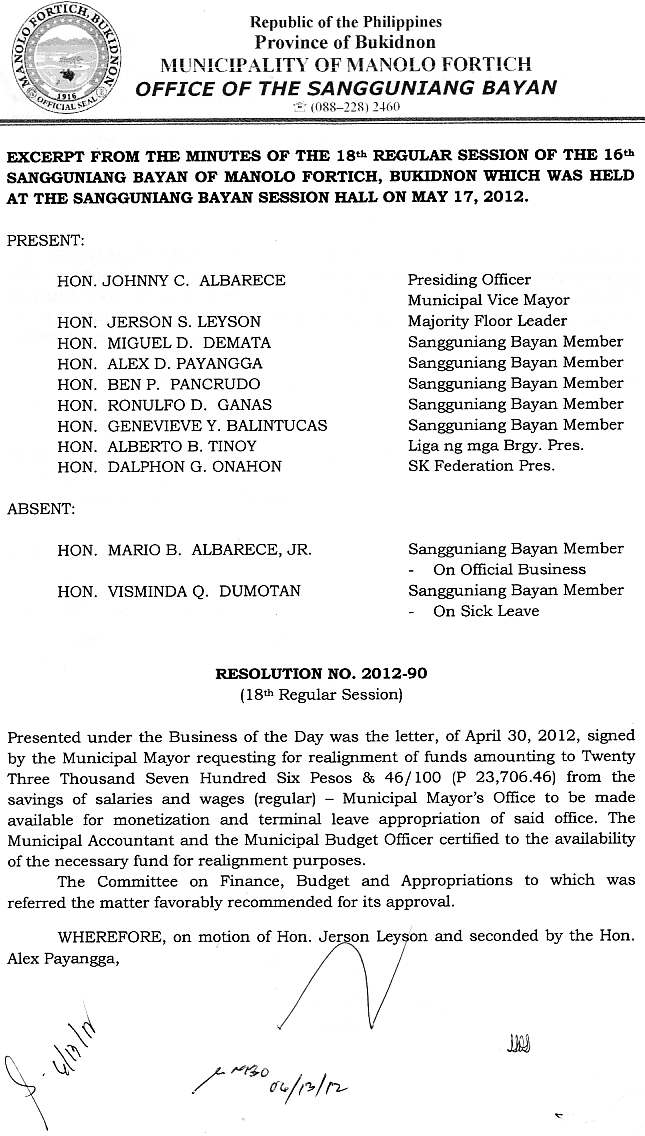 MANOLO FORTICH, BUKIDNON
1916
OFFICIAL SEAL
Republic of the Philippines
Province of Bukidnon
MUNICIPALITY OF MANOLO FORTICH
OFFICE OF THE SANGGUNIANG BAYAN
☏ (088–228) 2460
EXCERPT FROM THE MINUTES OF THE 18th REGULAR SESSION OF THE 16th
SANGGUNIANG BAYAN OF MANOLO FORTICH, BUKIDNON WHICH WAS HELD
AT THE SANGGUNIANG BAYAN SESSION HALL ON MAY 17, 2012.
PRESENT:
HON. JOHNNY C. ALBARECE Presiding Officer
Municipal Vice Mayor
HON. JERSON S. LEYSON Majority Floor Leader
HON. MIGUEL D. DEMATA Sangguniang Bayan Member
HON. ALEX D. PAYANGGA Sangguniang Bayan Member
HON. BEN P. PANCRUDO Sangguniang Bayan Member
HON. RONULFO D. GANAS Sangguniang Bayan Member
HON. GENEVIEVE Y. BALINTUCAS Sangguniang Bayan Member
HON. ALBERTO B. TINOY Liga ng mga Brgy. Pres.
HON. DALPHON G. ONAHON SK Federation Pres.
ABSENT:
HON. MARIO B. ALBARECE, JR. Sangguniang Bayan Member
- On Official Business
HON. VISMINDA Q. DUMOTAN Sangguniang Bayan Member
- On Sick Leave
RESOLUTION NO. 2012-90
(18th Regular Session)
Presented under the Business of the Day was the letter, of April 30, 2012, signed
by the Municipal Mayor requesting for realignment of funds amounting to Twenty
Three Thousand Seven Hundred Six Pesos & 46/100 (P 23,706.46) from the
savings of salaries and wages (regular) – Municipal Mayor's Office to be made
available for monetization and terminal leave appropriation of said office. The
Municipal Accountant and the Municipal Budget Officer certified to the availability
of the necessary fund for realignment purposes.
The Committee on Finance, Budget and Appropriations to which was
referred the matter favorably recommended for its approval.
WHEREFORE, on motion of Hon. Jerson Leyson and seconded by the Hon.
Alex Payangga,
6/13/12
MBO
06/13/12